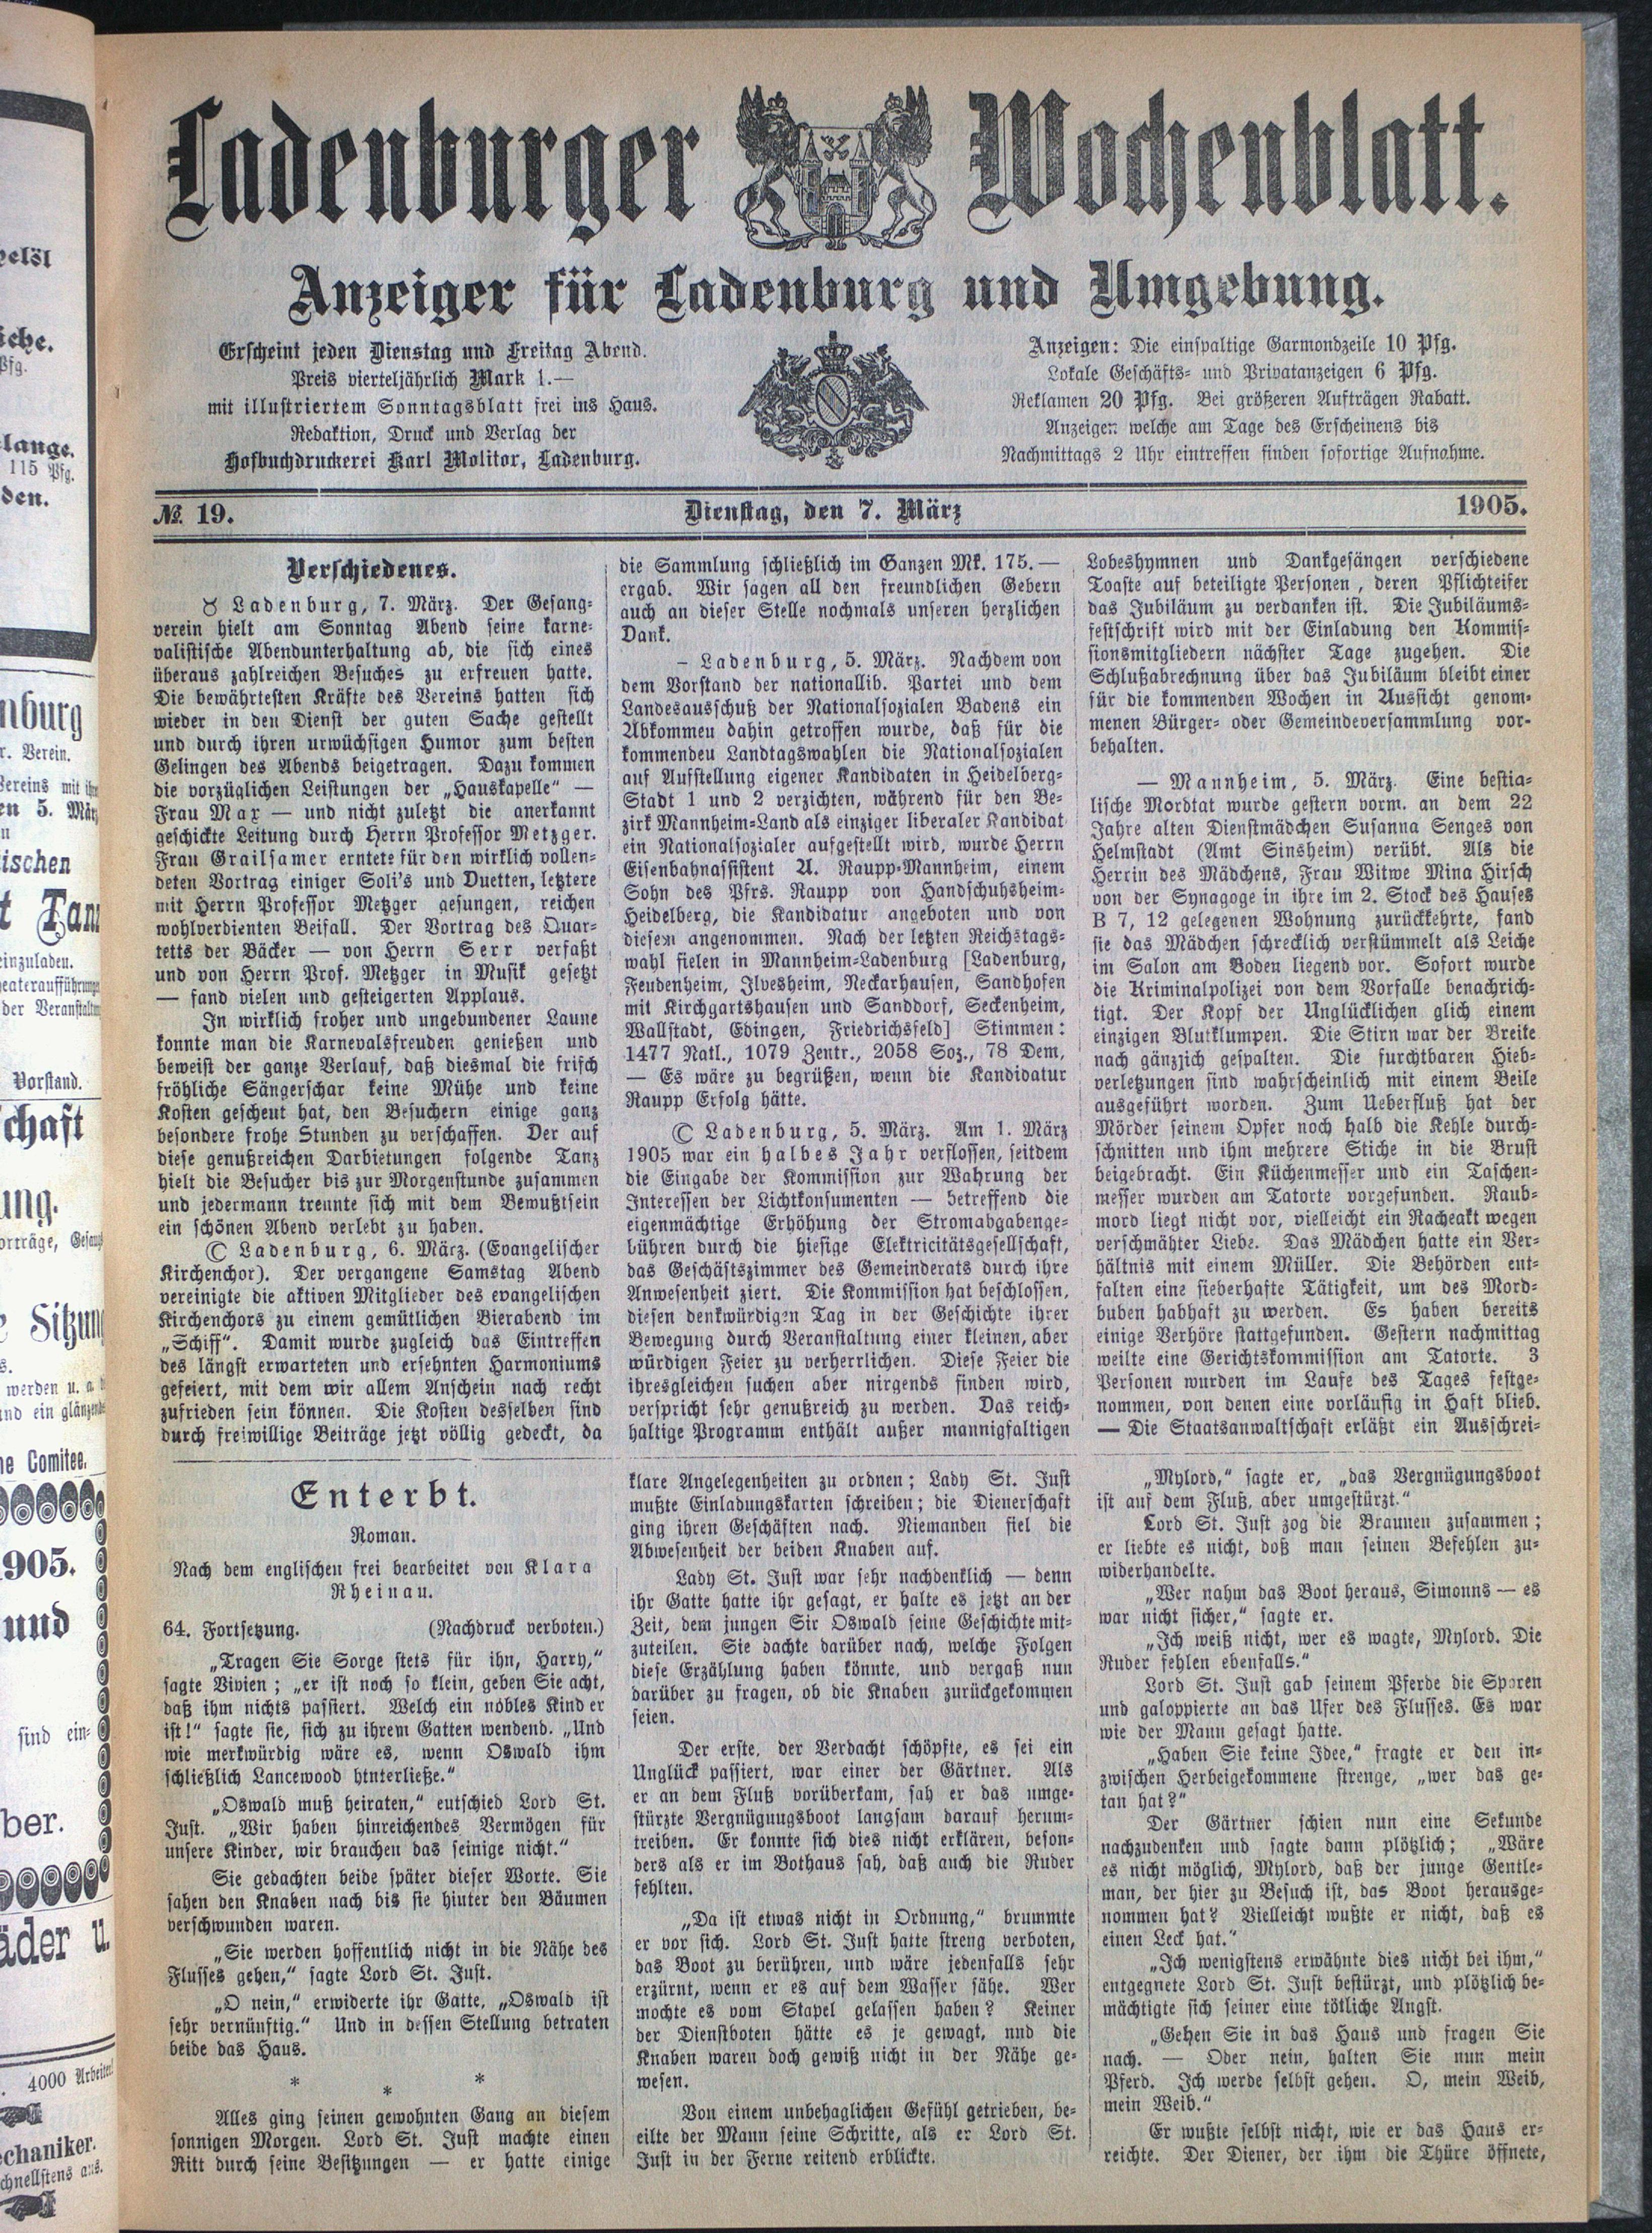 Ladenburger Wochenblatt.
Anzeiger für Ladenburg und Umgebung.
Erscheint jeden Dienstag und Freitag Abend.
Preis vierteljährlich Mark 1.—
mit illustriertem Sonntagsblatt frei ins Haus.
Redaktion, Druck und Verlag der
Hofbuchdruckerei Karl Molitor, Ladenburg.
Anzeigen: Die einspaltige Garmondzeile 10 Pfg.
Lokale Geschäfts- und Privatanzeigen 6 Pfg.
Reklamen 20 Pfg. Bei größeren Aufträgen Rabatt.
Anzeigen welche am Tage des Erscheinens bis
Nachmittags 2 Uhr eintreffen finden sofortige Aufnahme.
№ 19.
Dienstag, den 7. März
1905.
Verschiedenes.
♉ Ladenburg, 7. März. Der Gesang-
verein hielt am Sonntag Abend seine karne-
valistische Abendunterhaltung ab, die sich eines
überaus zahlreichen Besuches zu erfreuen hatte.
Die bewährtesten Kräfte des Vereins hatten sich
wieder in den Dienst der guten Sache gestellt
und durch ihren urwüchsigen Humor zum besten
Gelingen des Abends beigetragen. Dazu kommen
die vorzüglichen Leistungen der „Hauskapelle“ —
Frau Max — und nicht zuletzt die anerkannt
geschickte Leitung durch Herrn Professor Metzger.
Frau Grailsamer erntete für den wirklich vollen-
deten Vortrag einiger Soli's und Duetten, letztere
mit Herrn Professor Metzger gesungen, reichen
wohlverdienten Beifall. Der Vortrag des Quar-
tetts der Bäcker — von Herrn Serr verfaßt
und von Herrn Prof. Metzger in Musik gesetzt
— fand vielen und gesteigerten Applaus.
In wirklich froher und ungebundener Laune
konnte man die Karnevalsfreuden genießen und
beweist der ganze Verlauf, daß diesmal die frisch
fröhliche Sängerschar keine Mühe und keine
Kosten gescheut hat, den Besuchern einige ganz
besondere frohe Stunden zu verschaffen. Der auf
diese genußreichen Darbietungen folgende Tanz
hielt die Besucher bis zur Morgenstunde zusammen
und jedermann trennte sich mit dem Bewußtsein
ein schönen Abend verlebt zu haben.
© Ladenburg, 6. März. (Evangelischer
Kirchenchor). Der vergangene Samstag Abend
vereinigte die aktiven Mitglieder des evangelischen
Kirchenchors zu einem gemütlichen Bierabend im
„Schiff“. Damit wurde zugleich das Eintreffen
des längst erwarteten und ersehnten Harmoniums
gefeiert, mit dem wir allem Anschein nach recht
zufrieden sein können. Die Kosten desselben sind
durch freiwillige Beiträge jetzt völlig gedeckt, da
die Sammlung schließlich im Ganzen Mk. 175.—
ergab. Wir sagen all den freundlichen Gebern
auch an dieser Stelle nochmals unseren herzlichen
Dank.
- Ladenburg, 5. März. Nachdem von
dem Vorstand der nationallib. Partei und dem
Landesausschuß der Nationalsozialen Badens ein
Abkommen dahin getroffen wurde, daß für die
kommendeu Landtagswahlen die Nationalsozialen
auf Aufstellung eigener Kandidaten in Heidelberg-
Stadt 1 und 2 verzichten, während für den Be-
zirk Mannheim-Land als einziger liberaler Kandidat
ein Nationalsozialer aufgestellt wird, wurde Herrn
Eisenbahnassistent A. Raupp-Mannheim, einem
Sohn des Pfrs. Raupp von Handschuhsheim-
Heidelberg, die Kandidatur angeboten und von
diesem angenommen. Nach der letzten Reichstags-
wahl fielen in Mannheim-Ladenburg [Ladenburg,
Feudenheim, Ilvesheim, Neckarhausen, Sandhofen
mit Kirchgartshausen und Sanddorf, Seckenheim,
Wallstadt, Edingen, Friedrichsfeld] Stimmen:
1477 Natl., 1079 Zentr., 2058 Soz., 78 Dem,
— Es wäre zu begrüßen, wenn die Kandidatur
Raupp Erfolg hätte.
© Ladenburg, 5. März. Am 1. März
1905 war ein halbes Jahr verflossen, seitdem
die Eingabe der Kommission zur Wahrung der
Interessen der Lichtkonsumenten — betreffend die
eigenmächtige Erhöhung der Stromabgabenge-
bühren durch die hiesige Elektricitätsgesellschaft,
das Geschäftszimmer des Gemeinderats durch ihre
Anwesenheit ziert. Die Kommission hat beschlossen,
diesen denkwürdigen Tag in der Geschichte ihrer
Bewegung durch Veranstaltung einer kleinen, aber
würdigen Feier zu verherrlichen. Diese Feier die
ihresgleichen suchen aber nirgends finden wird,
verspricht sehr genußreich zu werden. Das reich-
haltige Programm enthält außer mannigfaltigen
Lobeshymnen und Dankgesängen verschiedene
Toaste auf beteiligte Personen, deren Pflichteifer
das Jubiläum zu verdanken ist. Die Jubiläums-
festschrift wird mit der Einladung den Kommis-
sionsmitgliedern nächster Tage zugehen. Die
Schlußabrechnung über das Jubiläum bleibt einer
für die kommenden Wochen in Aussicht genom-
menen Bürger- oder Gemeindeversammlung vor-
behalten.
— Mannheim, 5. März. Eine bestia-
lische Mordtat wurde gestern vorm. an dem 22
Jahre alten Dienstmädchen Susanna Senges von
Helmstadt (Amt Sinsheim) verübt. Als die
Herrin des Mädchens, Frau Witwe Mina Hirsch
von der Synagoge in ihre im 2. Stock des Hauses
B 7, 12 gelegenen Wohnung zurückkehrte, fand
sie das Mädchen schrecklich verstümmelt als Leiche
im Salon am Boden liegend vor. Sofort wurde
die Kriminalpolizei von dem Vorfalle benachrich-
tigt. Der Kopf der Unglücklichen glich einem
einzigen Blutklumpen. Die Stirn war der Breite
nach gänzjich gespalten. Die furchtbaren Hieb-
verletzungen sind wahrscheinlich mit einem Beile
ausgeführt worden. Zum Ueberfluß hat der
Mörder seinem Opfer noch halb die Kehle durch-
schnitten und ihm mehrere Stiche in die Brust
beigebracht. Ein Küchenmesser und ein Taschen-
messer wurden am Tatorte vorgefunden. Raub-
mord liegt nicht vor, vielleicht ein Racheakt wegen
verschmähter Liebe. Das Mädchen hatte ein Ver-
hältnis mit einem Müller. Die Behörden ent-
falten eine fieberhafte Tätigkeit, um des Mord-
buben habhaft zu werden. Es haben bereits
einige Verhöre stattgefunden. Gestern nachmittag
weilte eine Gerichtskommission am Tatorte. 3
Personen wurden im Laufe des Tages festge-
nommen, von denen eine vorläufig in Haft blieb.
— Die Staatsanwaltschaft erläßt ein Ausschrei-
Enterbt.
Roman.
Nach dem englischen frei bearbeitet von Klara
Rheinau.
64. Fortsetzung. (Nachdruck verboten.)
„Tragen Sie Sorge stets für ihn, Harry,“
sagte Vivien; „er ist noch so klein, geben Sie acht,
daß ihm nichts passiert. Welch ein nobles Kind er
ist!“ sagte sie, sich zu ihrem Gatten wendend. „Und
wie merkwürdig wäre es, wenn Oswald ihm
schließlich Lancewood htnterließe.“
„Oswald muß heiraten,“ eutschied Lord St.
Just. „Wir haben hinreichendes Vermögen für
unsere Kinder, wir brauchen das seinige nicht.“
Sie gedachten beide später dieser Worte. Sie
sahen den Knaben nach bis sie hinter den Bäumen
verschwunden waren.
„Sie werden hoffentlich nicht in die Nähe des
Flusses gehen,“ sagte Lord St. Just.
„O nein,“ erwiderte ihr Gatte, „Oswald ist
sehr vernünftig.“ Und in dessen Stellung betraten
beide das Haus.
* * *
Alles ging seinen gewohnten Gang an diesem
sonnigen Morgen. Lord St. Just machte einen
Ritt durch seine Besitzungen — er hatte einige
klare Angelegenheiten zu ordnen; Lady St. Just
mußte Einladungskarten schreiben; die Dienerschaft
ging ihren Geschäften nach. Niemanden fiel die
Abwesenheit der beiden Knaben auf.
Lady St. Just war sehr nachdenklich — denn
ihr Gatte hatte ihr gesagt, er halte es jetzt an der
Zeit, dem jungen Sir Oswald seine Geschichte mit-
zuteilen. Sie dachte darüber nach, welche Folgen
diese Erzählung haben könnte, und vergaß nun
darüber zu fragen, ob die Knaben zurückgekommen
seien.
Der erste, der Verdacht schöpfte, es sei ein
Unglück passiert, war einer der Gärtner. Als
er an dem Fluß vorüberkam, sah er das umge-
stürzte Vergnügungsboot langsam darauf herum-
treiben. Er konnte sich dies nicht erklären, beson-
ders als er im Bothaus sah, daß auch die Ruder
fehlten.
„Da ist etwas nicht in Ordnung,“ brummte
er vor sich. Lord St. Just hatte streng verboten,
das Boot zu berühren, und wäre jedenfalls sehr
erzürnt, wenn er es auf dem Wasser sähe. Wer
mochte es vom Stapel gelassen haben? Keiner
der Dienstboten hätte es je gewagt, nnd die
Knaben waren doch gewiß nicht in der Nähe ge-
wesen.
Von einem unbehaglichen Gefühl getrieben, be-
eilte der Mann seine Schritte, als er Lord St.
Just in der Ferne reitend erblickte.
„Mylord,“ sagte er, „das Vergnügungsboot
ist auf dem Fluß, aber umgestürzt.“
Lord St. Just zog die Braunen zusammen;
er liebte es nicht, doß man seinen Befehlen zu-
widerhandelte.
„Wer nahm das Boot heraus, Simonns — es
war nicht sicher,“ sagte er.
„Ich weiß nicht, wer es wagte, Mylord. Die
Ruder fehlen ebenfalls.“
Lord St. Just gab seinem Pferde die Sporen
und galoppierte an das Ufer des Flusses. Es war
wie der Mann gesagt hatte.
„Haben Sie keine Idee,“ fragte er den in-
zwischen Herbeigekommene strenge, „wer das ge-
tan hat?“
Der Gärtner schien nun eine Sekunde
nachzudenken und sagte dann plötzlich; „Wäre
es nicht möglich, Mylord, daß der junge Gentle-
man, der hier zu Besuch ist, das Boot herausge-
nommen hat? Vielleicht wußte er nicht, daß es
einen Leck hat.“
„Ich wenigstens erwähnte dies nicht bei ihm,“
entgegnete Lord St. Just bestürzt, und plötzlich be-
mächtigte sich seiner eine tötliche Angst.
„Gehen Sie in das Haus und fragen Sie
nach. — Oder nein, halten Sie nun mein
Pferd. Ich werde selbst gehen. O, mein Weib,
mein Weib.“
Er wußte selbst nicht, wie er das Haus er-
reichte. Der Diener, der ihm die Thüre öffnete,
115 Pfg.
nburg
r. Verein.
en 5. März
ischen
t Tanz
einzuladen.
der Veranstaltung
Vorstand.
chaft
ung.
Sitzung
werden u. a.
und ein glänzende
he Comitee.
1905.
und
sind ein-
ber.
äder u.
4000 Arbeiter
echaniker.
chnellstens aus.